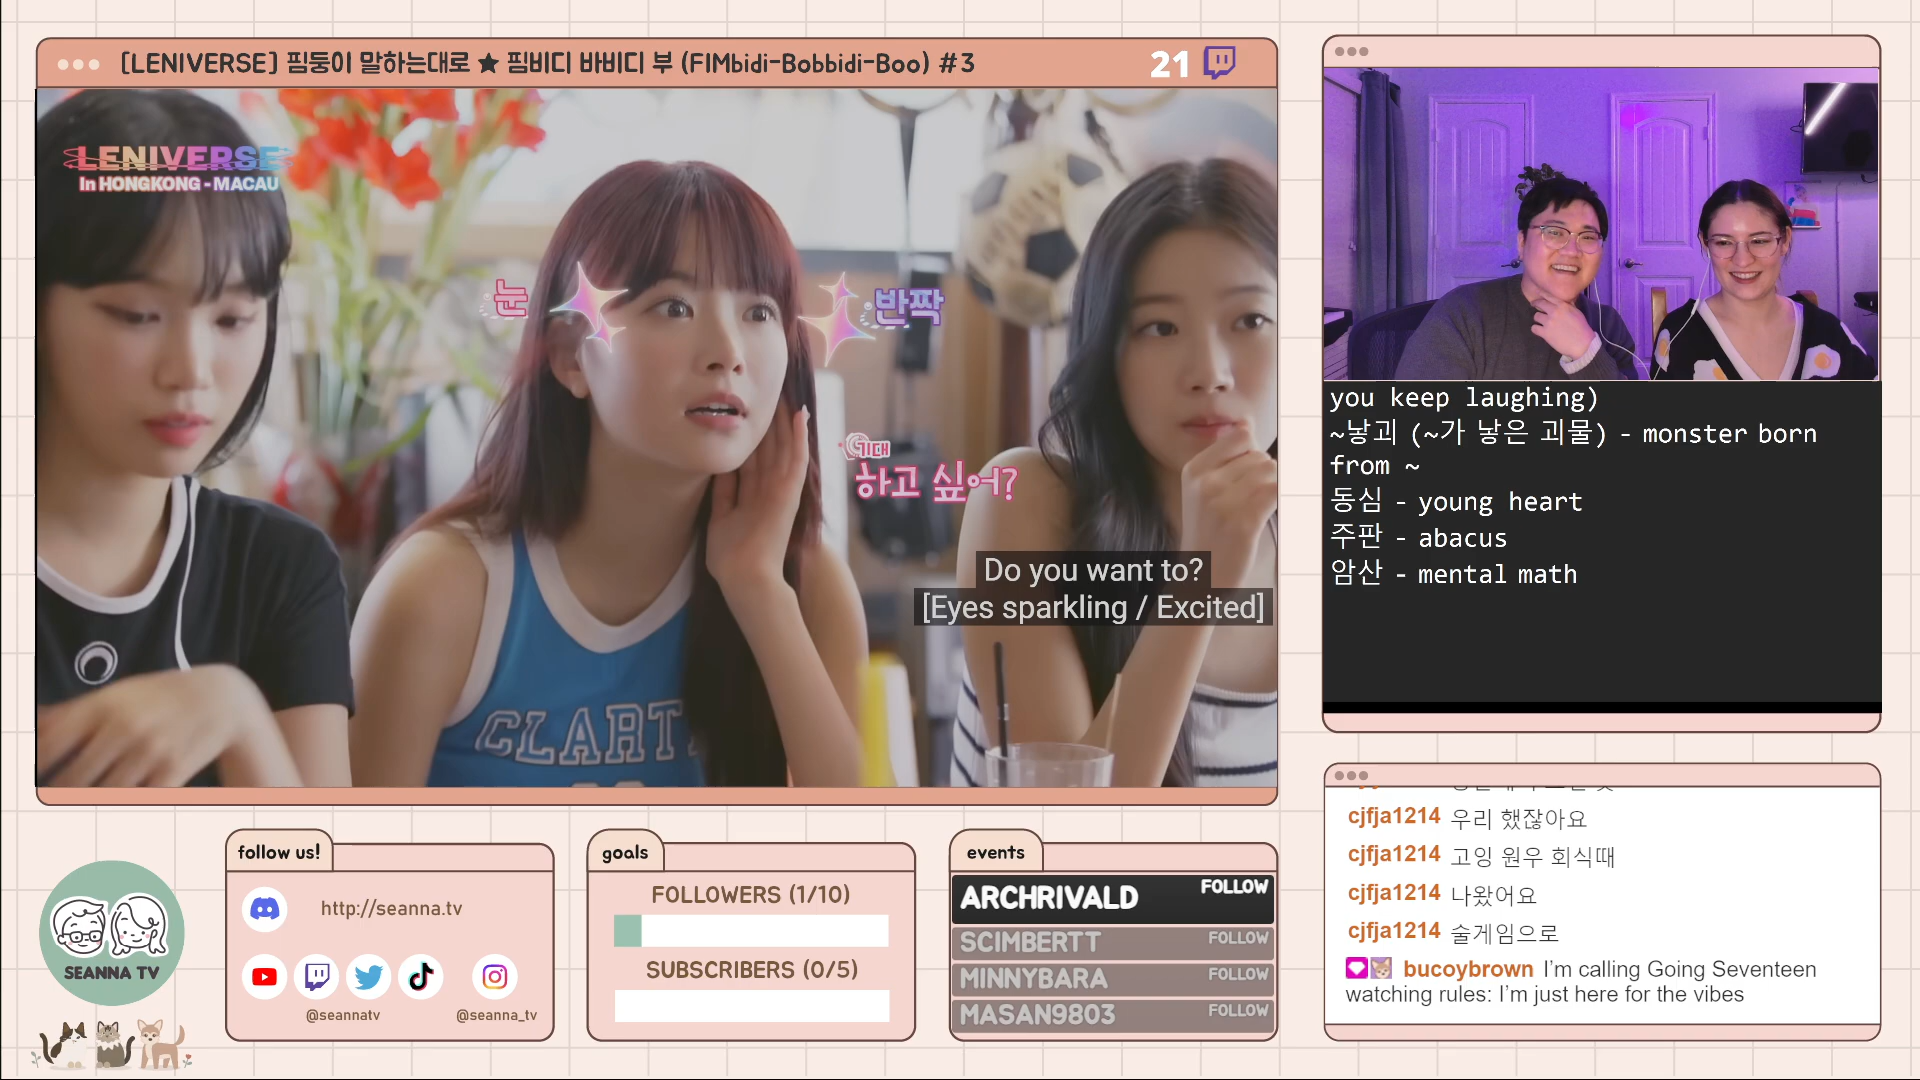 [LENIVERSE] 핌둥이 말하는대로 ★ 핌비디 바비디 부 (FIMbidi-Bobbidi-Boo) #3
21
LENIVERSE
In HONGKONG - MACAU
눈
반짝
기대
하고 싶어?
Do you want to?
[Eyes sparkling / Excited]
CLART
you keep laughing)
~낳괴 (~가 낳은 괴물) - monster born
from ~
동심 - young heart
주판 - abacus
암산 - mental math
cjfja1214 우리 했잖아요
cjfja1214 고잉 원우 회식때
cjfja1214 나왔어요
cjfja1214 술게임으로
bucoybrown I'm calling Going Seventeen
watching rules: I'm just here for the vibes
SEANNA TV
follow us!
http://seanna.tv
@seannatv
@seanna_tv
goals
FOLLOWERS (1/10)
SUBSCRIBERS (0/5)
events
ARCHRIVALD FOLLOW
SCIMBERTT FOLLOW
MINNYBARA FOLLOW
MASAN9803 FOLLOW